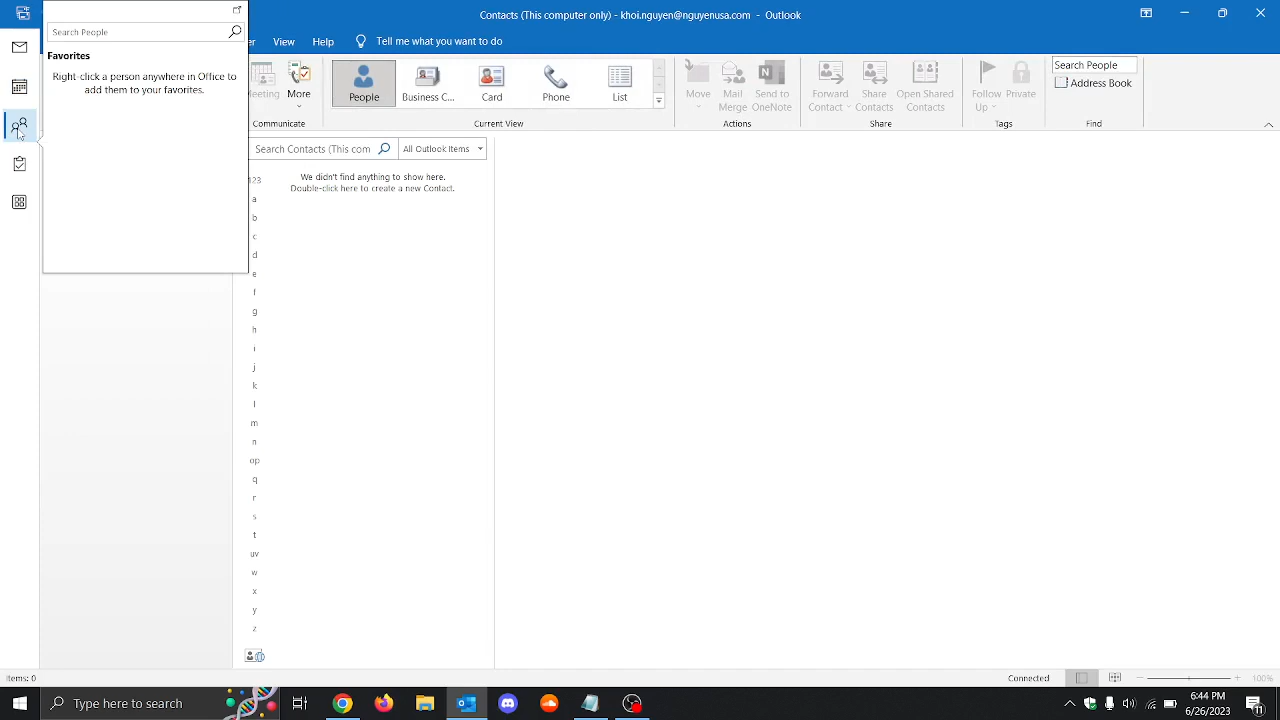 Contacts (This computer only) - khoi.nguyen@nguyenusa.com - Outlook
Search People
Favorites
Right-click a person anywhere in Office to
add them to your favorites.
er
View
Help
Tell me what you want to do
Meeting
More
Communicate
People
Business C...
Card
Phone
List
Current View
Move
Mail
Merge
Send to
OneNote
Actions
Forward
Contact
Share
Contacts
Open Shared
Contacts
Share
Follow
Up
Private
Tags
Search People
Address Book
Find
Search Contacts (This com
All Outlook Items
We didn't find anything to show here.
Double-click here to create a new Contact.
123
a
b
c
d
e
f
g
h
i
j
k
l
m
n
op
q
r
s
t
uv
w
x
y
z
Items: 0
Connected
100%
Type here to search
6:44 PM
6/26/2023